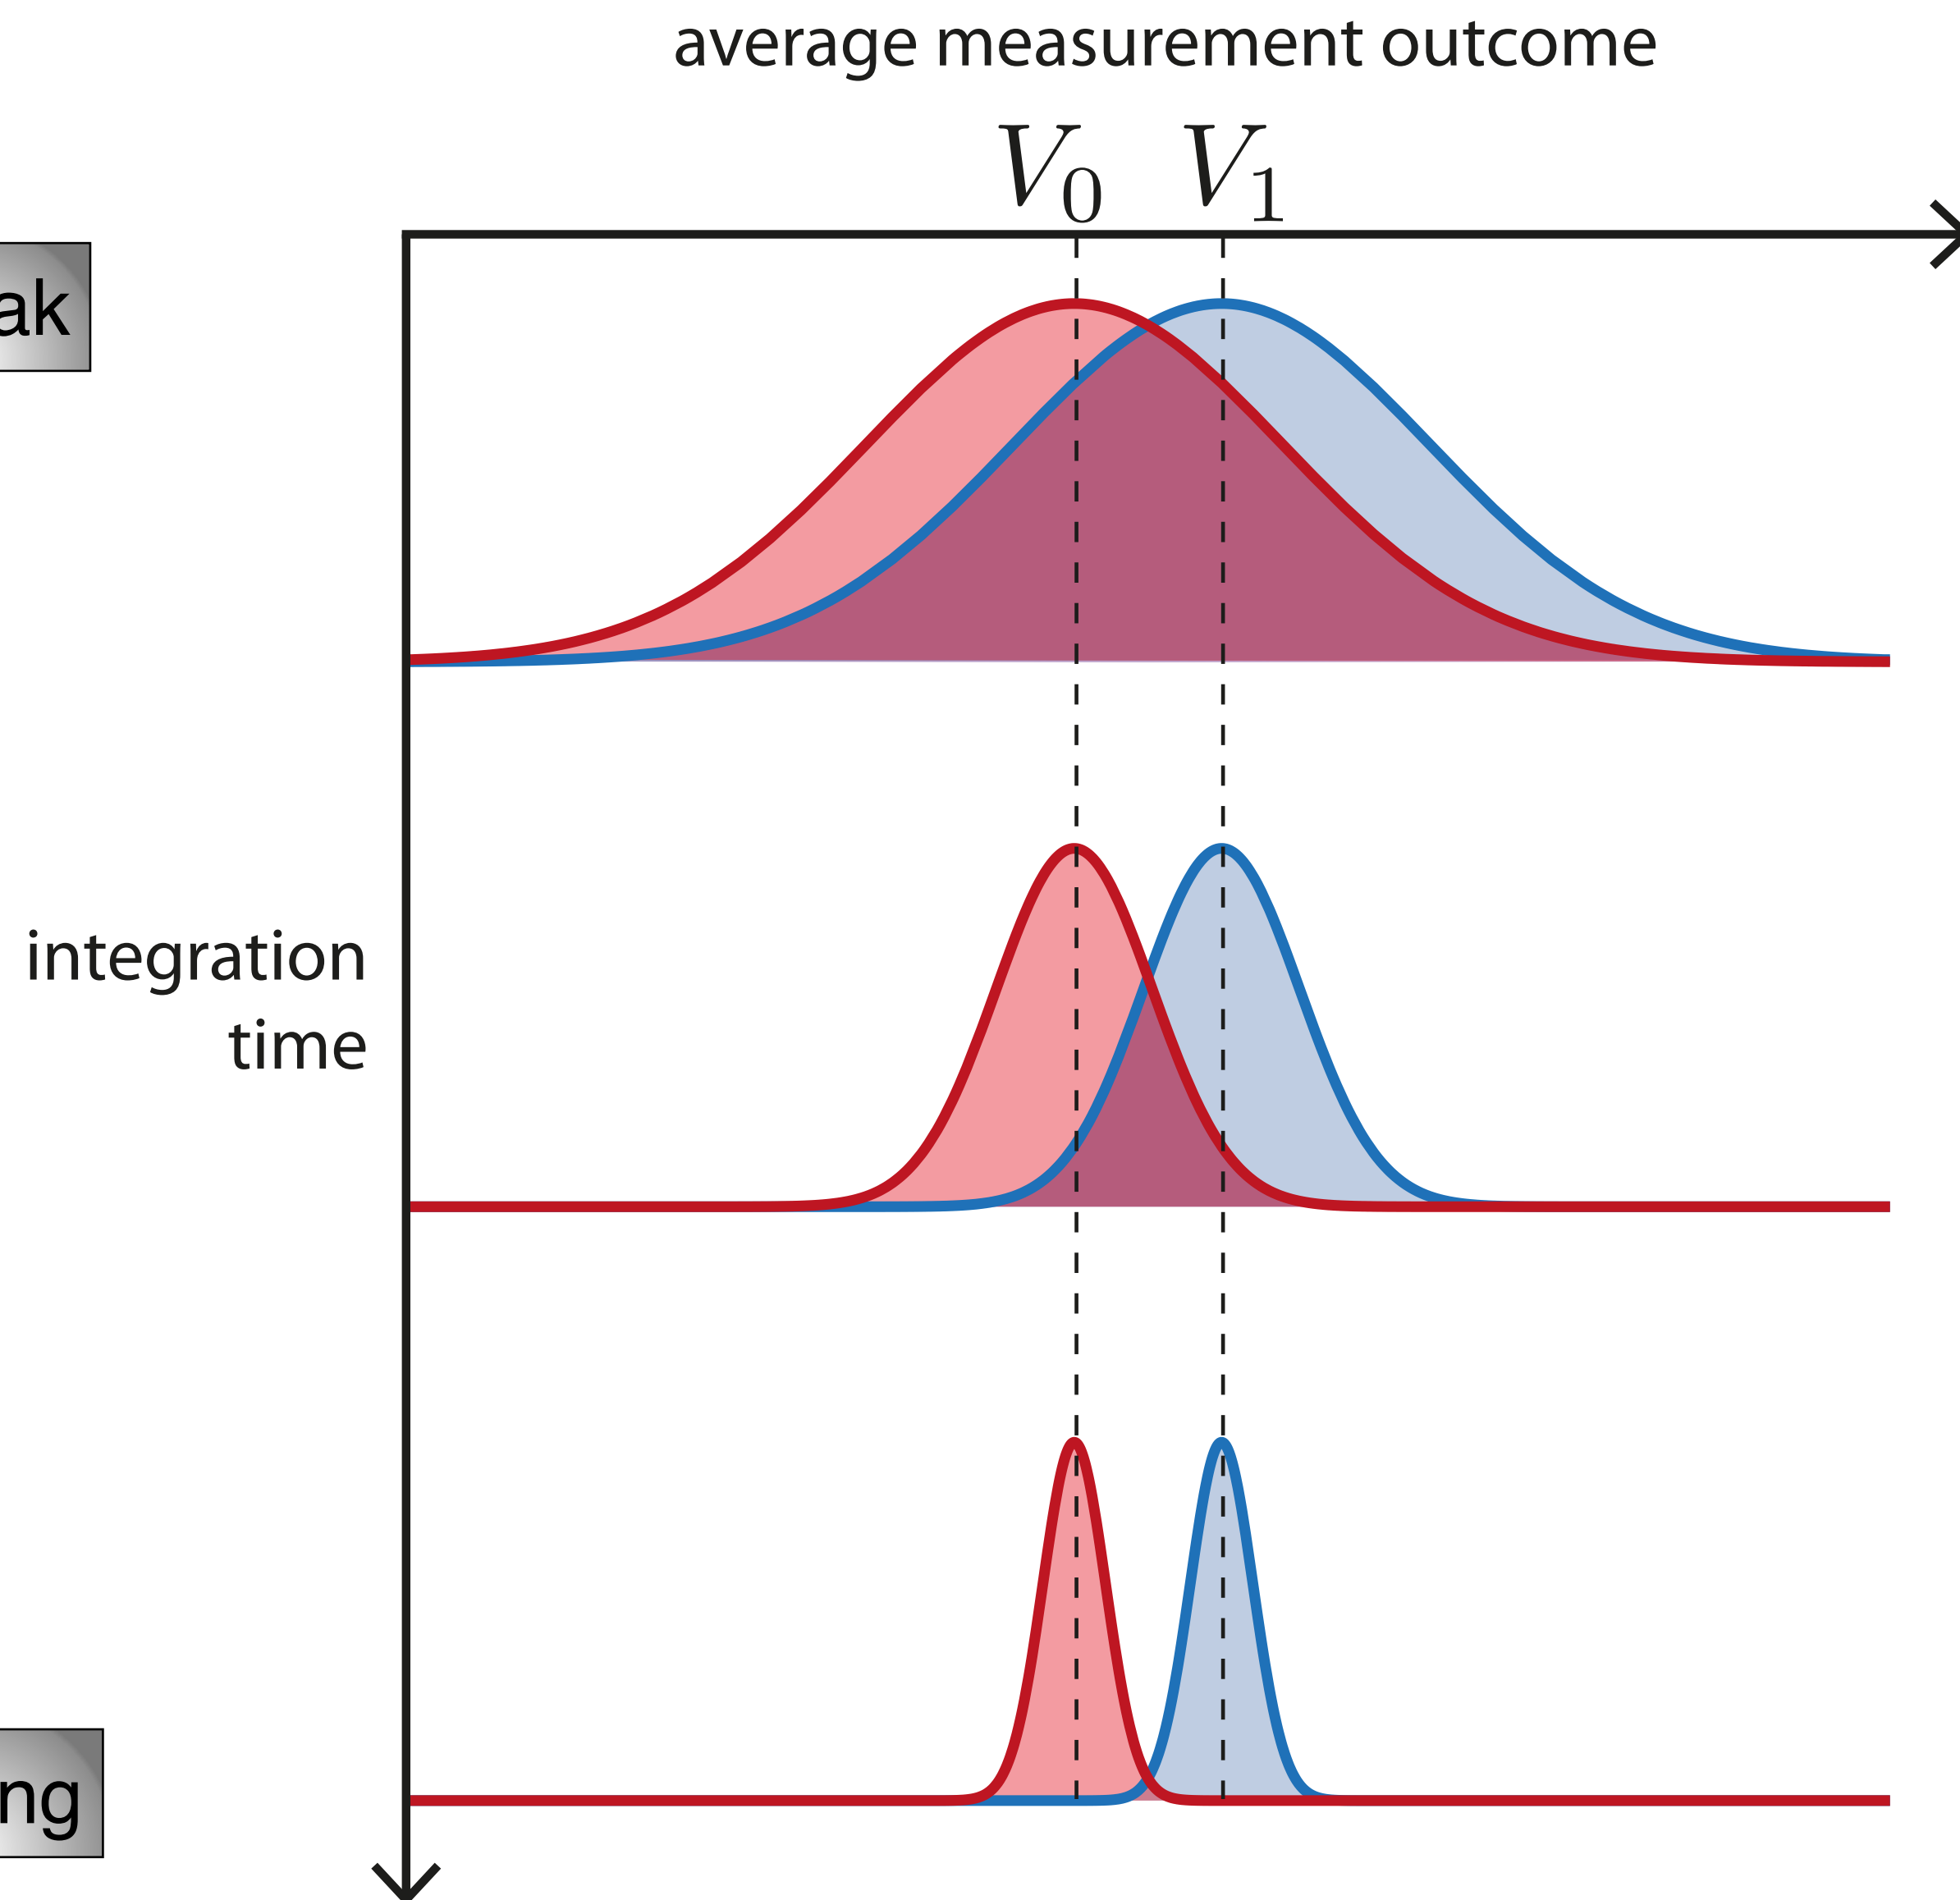 average measurement outcome
V0 V1
ak
integration
time
ng